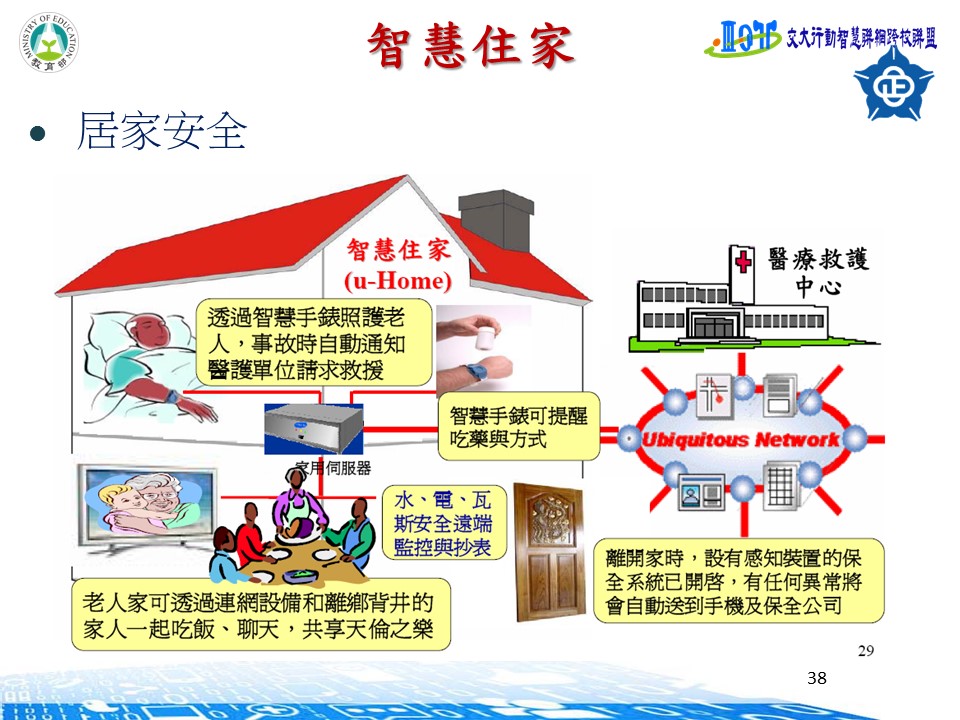 MINISTRY OF EDUCATION
教育部
智慧住家
交大行動智慧聯網跨校聯盟
• 居家安全
智慧住家
(u-Home)
醫療救護
中心
透過智慧手錶照護老
人，事故時自動通知
醫護單位請求救援
智慧手錶可提醒
吃藥與方式
Ubiquitous Network
家用伺服器
水、電、瓦
斯安全遠端
監控與抄表
離開家時，設有感知裝置的保
全系統已開啟，有任何異常將
會自動送到手機及保全公司
老人家可透過連網設備和離鄉背井的
家人一起吃飯、聊天，共享天倫之樂
29
38